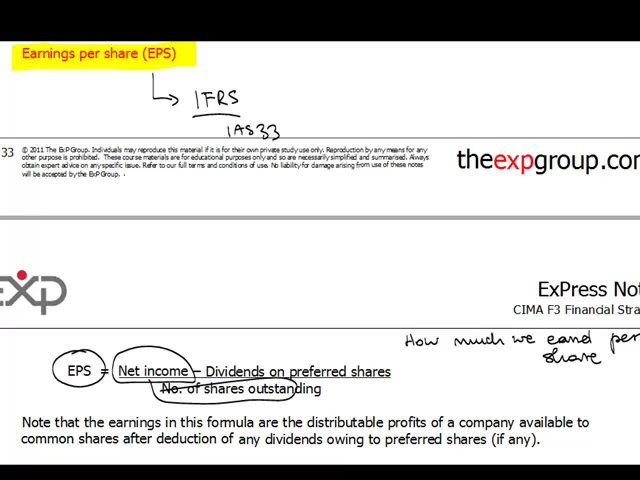 Earnings per share (EPS)
IFRS
IAS 33
33
© 2011 The ExP Group. Individuals may reproduce this material if it is for their own private study use only. Reproduction by any means for any
other purpose is prohibited. These course materials are for educational purposes only and so are necessarily simplified and summarised. Always
obtain expert advice on any specific issue. Refer to our full terms and conditions of use. No liability for damage arising from use of these notes
will be accepted by the ExP Group. .
theexpgroup.com
exp
ExPress Not
CIMA F3 Financial Stra
How much we eand per
share
EPS = Net income – Dividends on preferred shares
No. of shares outstanding
Note that the earnings in this formula are the distributable profits of a company available to
common shares after deduction of any dividends owing to preferred shares (if any).